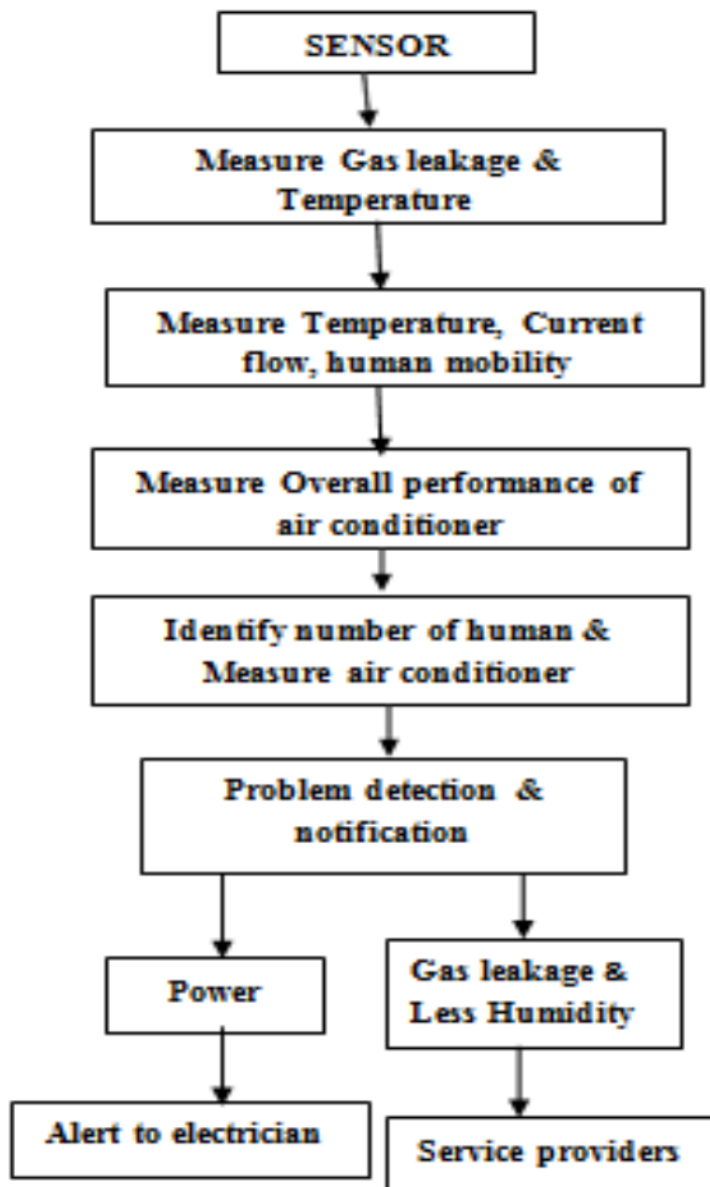 SENSOR
Measure Gas leakage &
Temperature
Measure Temperature, Current
flow, human mobility
Measure Overall performance of
air conditioner
Identify number of human &
Measure air conditioner
Problem detection &
notification
Power
Gas leakage &
Less Humidity
Alert to electrician
Service providers